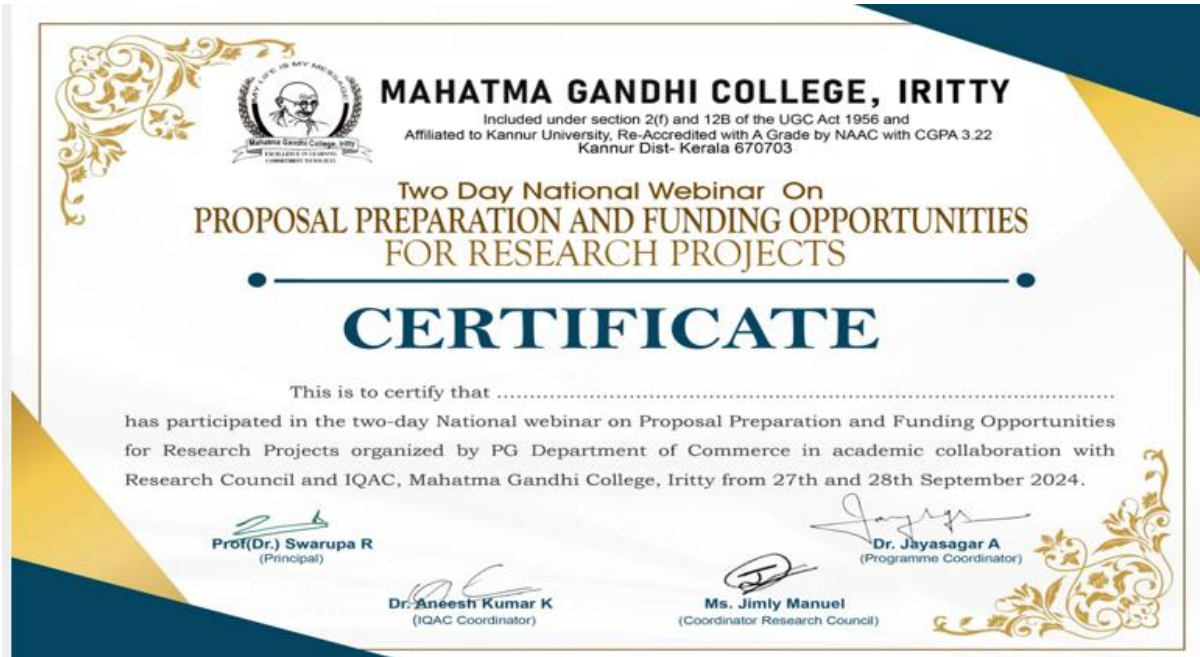 MY LIFE IS MY MESSAGE
Mahatma Gandhi College, Iritty
EXCELLENCE IN LEARNING
COMMITMENT TO SOCIETY
MAHATMA GANDHI COLLEGE, IRITTY
Included under section 2(f) and 12B of the UGC Act 1956 and
Affiliated to Kannur University, Re-Accredited with A Grade by NAAC with CGPA 3.22
Kannur Dist- Kerala 670703
Two Day National Webinar On
PROPOSAL PREPARATION AND FUNDING OPPORTUNITIES
FOR RESEARCH PROJECTS
CERTIFICATE
This is to certify that ..............................................................................................
has participated in the two-day National webinar on Proposal Preparation and Funding Opportunities
for Research Projects organized by PG Department of Commerce in academic collaboration with
Research Council and IQAC, Mahatma Gandhi College, Iritty from 27th and 28th September 2024.
Prof(Dr.) Swarupa R
(Principal)
Dr. Jayasagar A
(Programme Coordinator)
Dr. Aneesh Kumar K
(IQAC Coordinator)
Ms. Jimly Manuel
(Coordinator Research Council)